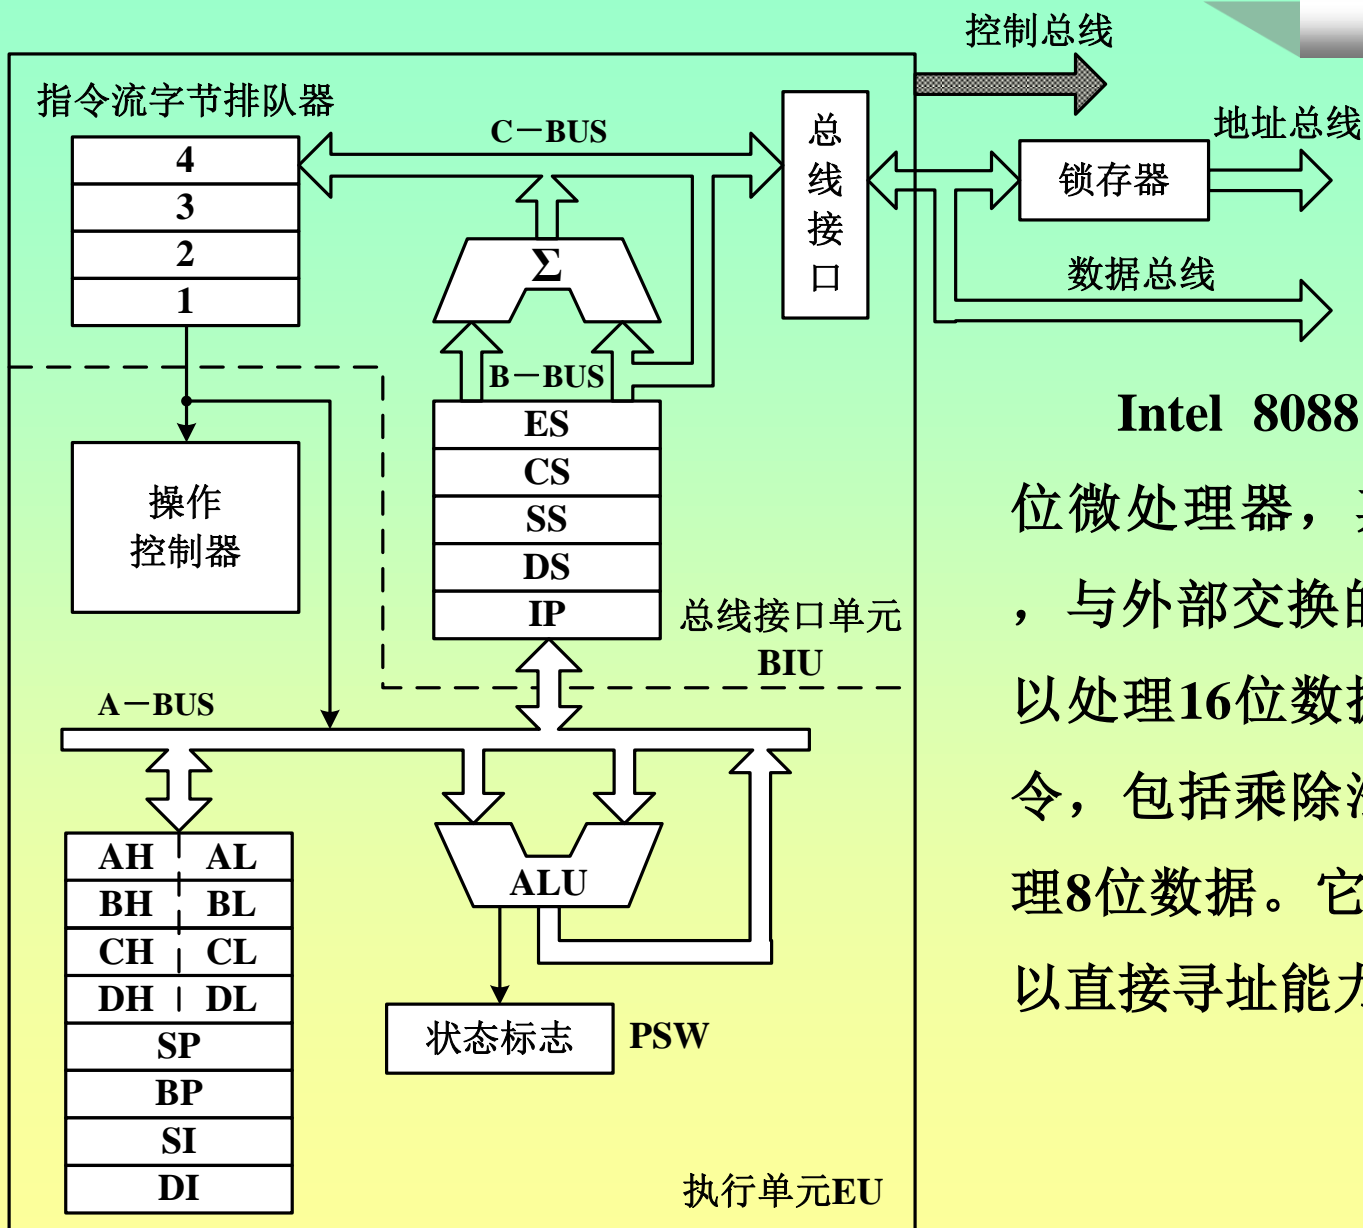 控制总线
指令流字节排队器
C－BUS
总线接口
地址总线
4
3
2
1
锁存器
Σ
数据总线
B－BUS
ES
CS
SS
DS
IP
操作
控制器
总线接口单元
BIU
A－BUS
AH AL
BH BL
CH CL
DH DL
SP
BP
SI
DI
ALU
状态标志
PSW
执行单元EU
Intel 8088
位微处理器，
，与外部交换的
以处理16位数据
令，包括乘除法
理8位数据。它
以直接寻址能力